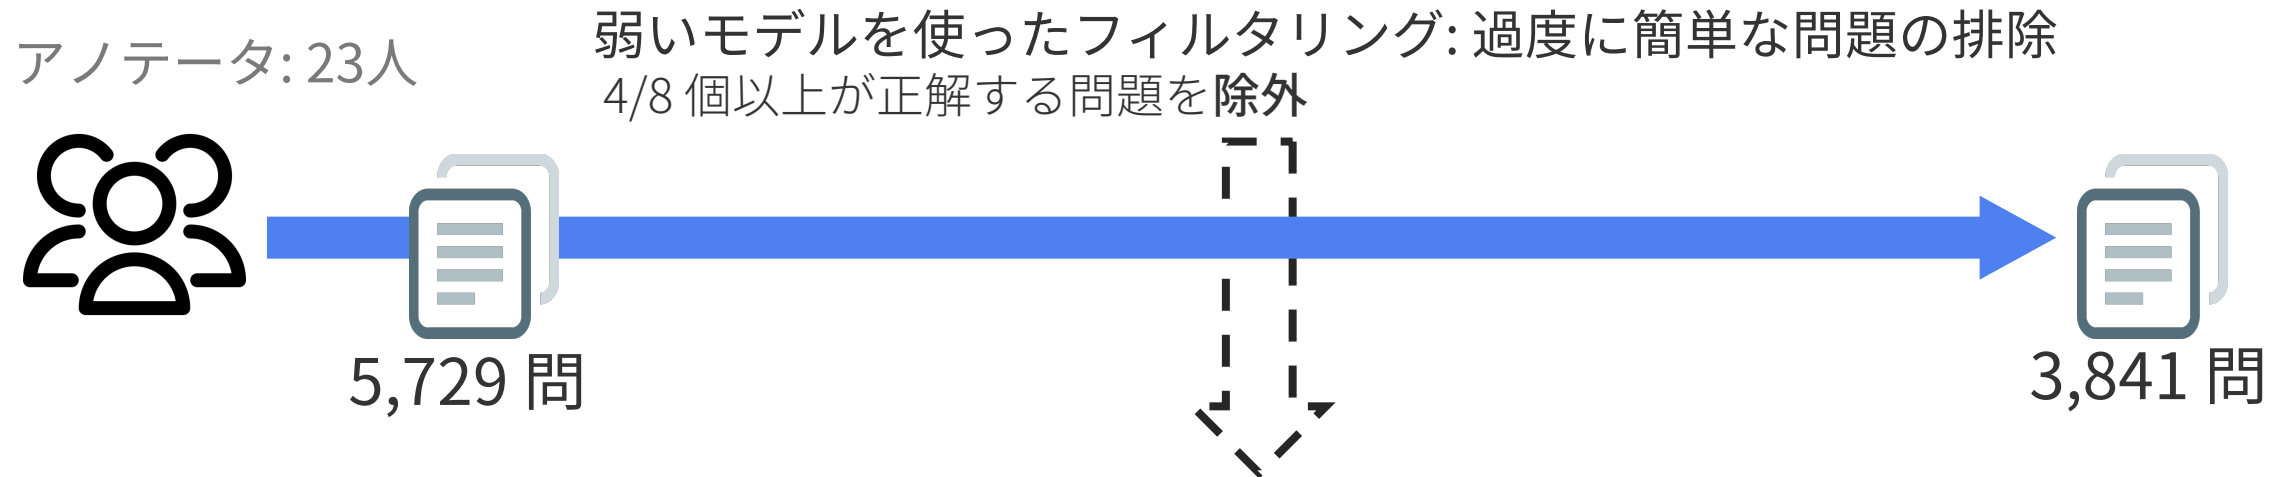 アノテータ: 23人
弱いモデルを使ったフィルタリング: 過度に簡単な問題の排除
4/8 個以上が正解する問題を除外
5,729 問
3,841 問